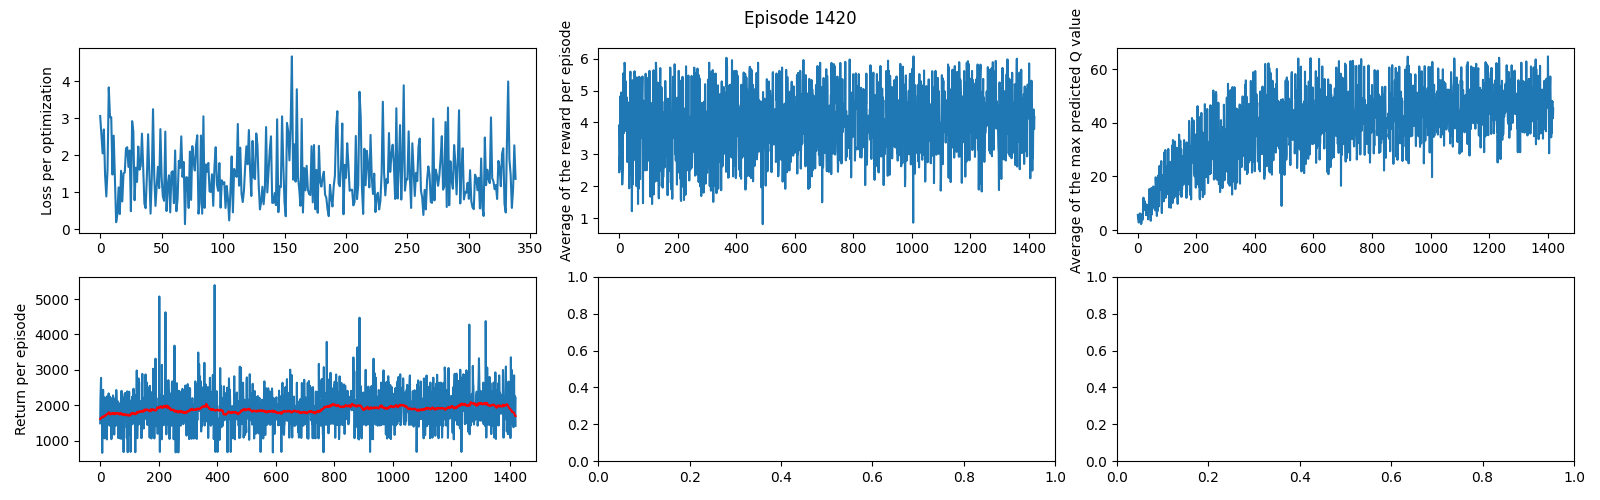 Episode 1420
Loss per optimization
4
3
2
1
0
0 50 100 150 200 250 300 350
Average of the reward per episode
6
5
4
3
2
1
0 200 400 600 800 1000 1200 1400
Average of the max predicted Q value
60
40
20
0
0 200 400 600 800 1000 1200 1400
Return per episode
5000
4000
3000
2000
1000
0 200 400 600 800 1000 1200 1400
1.0
0.8
0.6
0.4
0.2
0.0
0.0 0.2 0.4 0.6 0.8 1.0
1.0
0.8
0.6
0.4
0.2
0.0
0.0 0.2 0.4 0.6 0.8 1.0